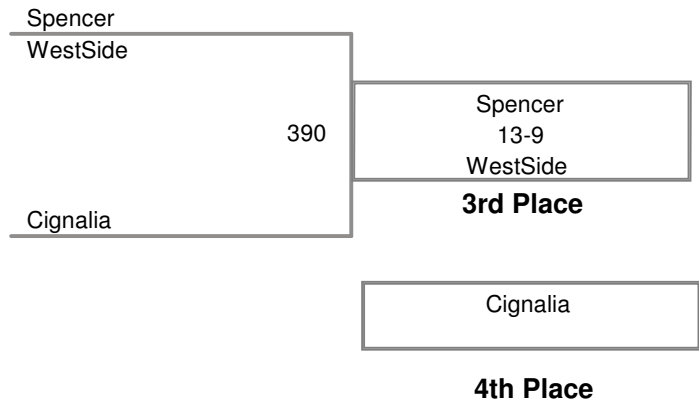 Spencer
WestSide
390
Spencer
13-9
WestSide
3rd Place
Cignalia
Cignalia
4th Place